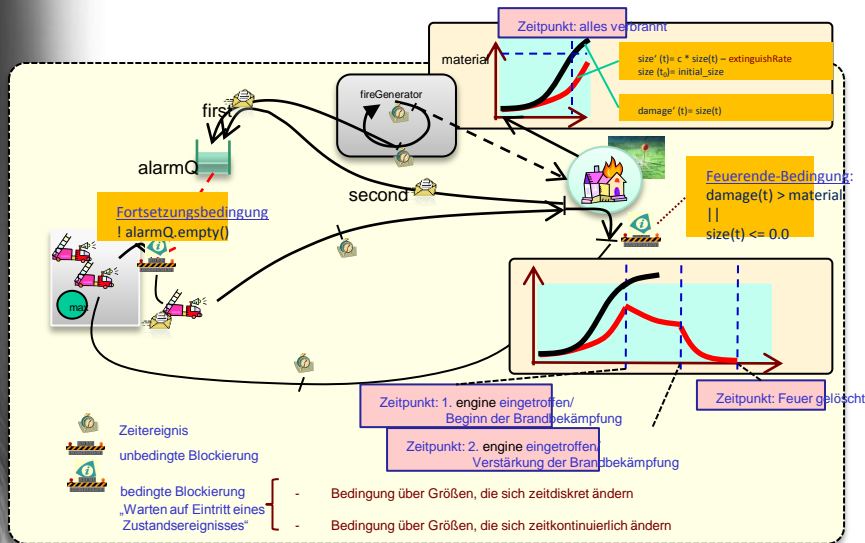 Zeitpunkt: alles verbrannt
material
size' (t)= c * size(t) – extinguishRate
size (t0)= initial_size
damage' (t)= size(t)
fireGenerator
first
alarmQ
second
Fortsetzungsbedingung
! alarmQ.empty()
Feuerende-Bedingung:
damage(t) > material
||
size(t) <= 0.0
max
Zeitpunkt: 1. engine eingetroffen/
Beginn der Brandbekämpfung
Zeitpunkt: Feuer gelöscht
Zeitpunkt: 2. engine eingetroffen/
Verstärkung der Brandbekämpfung
Zeitereignis
unbedingte Blockierung
bedingte Blockierung
„Warten auf Eintritt eines
Zustandsereignisses“
- Bedingung über Größen, die sich zeitdiskret ändern
- Bedingung über Größen, die sich zeitkontinuierlich ändern